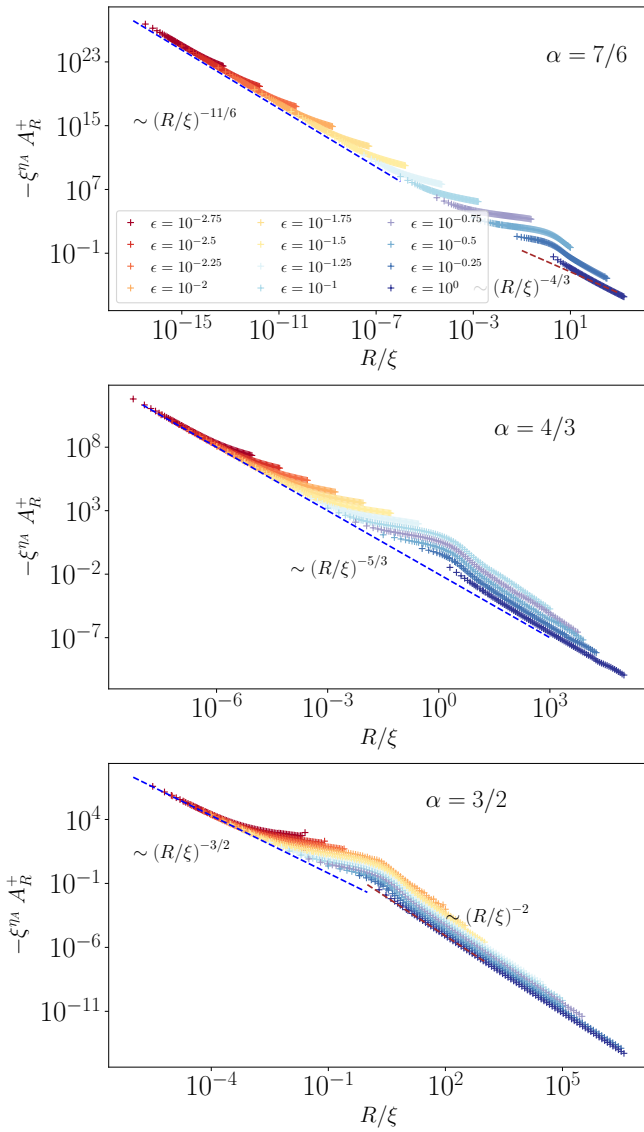 10^{23}
10^{15}
10^{7}
10^{-1}
−ξ^{η_A} A_R^+
α = 7/6
∼ (R/ξ)^{−11/6}
ϵ = 10^{−2.75} ϵ = 10^{−1.75} ϵ = 10^{−0.75}
ϵ = 10^{−2.5} ϵ = 10^{−1.5} ϵ = 10^{−0.5}
ϵ = 10^{−2.25} ϵ = 10^{−1.25} ϵ = 10^{−0.25}
ϵ = 10^{−2} ϵ = 10^{−1} ϵ = 10^{0}
∼ (R/ξ)^{−4/3}
10^{−15} 10^{−11} 10^{−7} 10^{−3} 10^{1}
R/ξ
10^{8}
10^{3}
10^{−2}
10^{−7}
−ξ^{η_A} A_R^+
α = 4/3
∼ (R/ξ)^{−5/3}
10^{−6} 10^{−3} 10^{0} 10^{3}
R/ξ
10^{4}
10^{−1}
10^{−6}
10^{−11}
−ξ^{η_A} A_R^+
α = 3/2
∼ (R/ξ)^{−3/2}
∼ (R/ξ)^{−2}
10^{−4} 10^{−1} 10^{2} 10^{5}
R/ξ